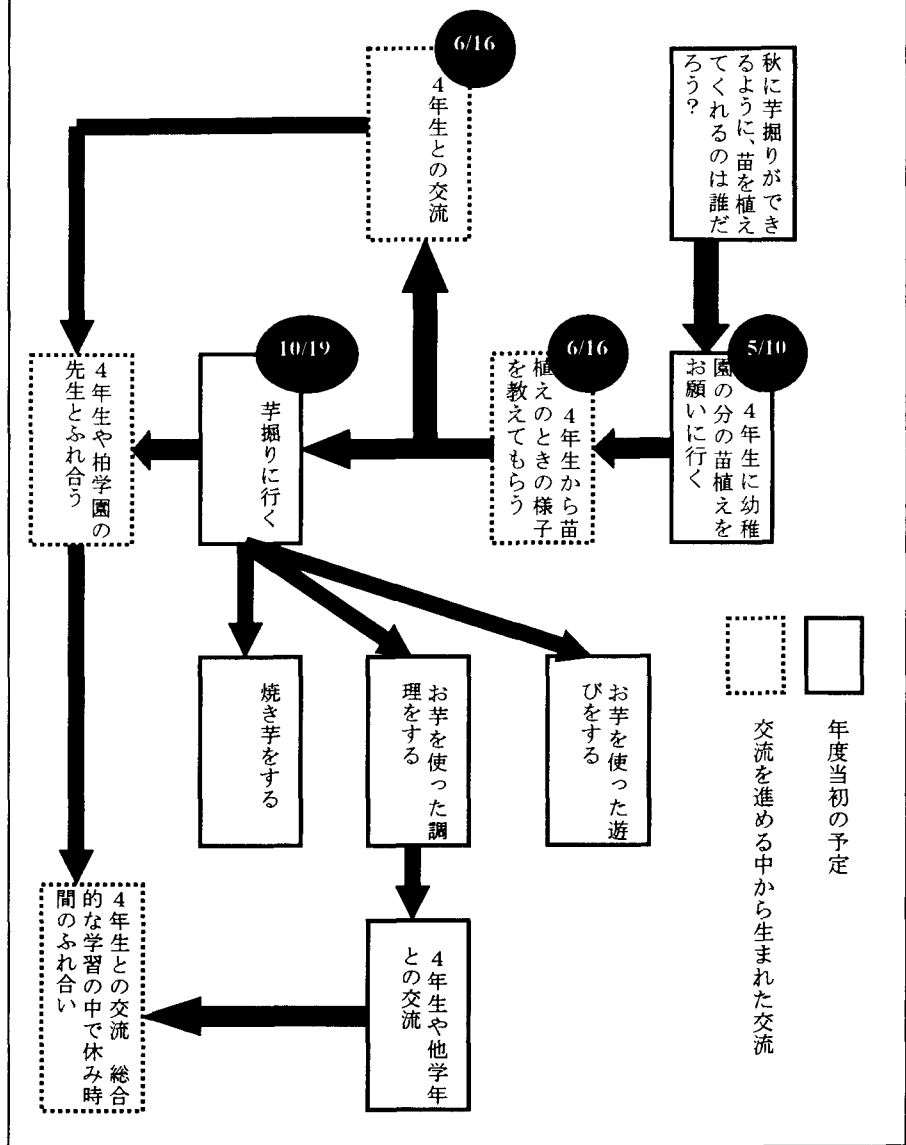 秋に芋掘りができ
るように、苗を植え
てくれるのは誰だ
ろう？
5/10
4年生に幼稚
園の分の苗植えを
お願いに行く
6/16
4年生から苗
植えのときの様子
を教えてもらう
6/16
4年生との交流
10/19
芋掘りに行く
4年生や柏学園の
先生とふれ合う
お芋を使った遊
びをする
お芋を使った調
理をする
焼き芋をする
4年生や他学年
との交流
4年生との交流　総合
的な学習の中で休み時
間のふれ合い
年度当初の予定
交流を進める中から生まれた交流